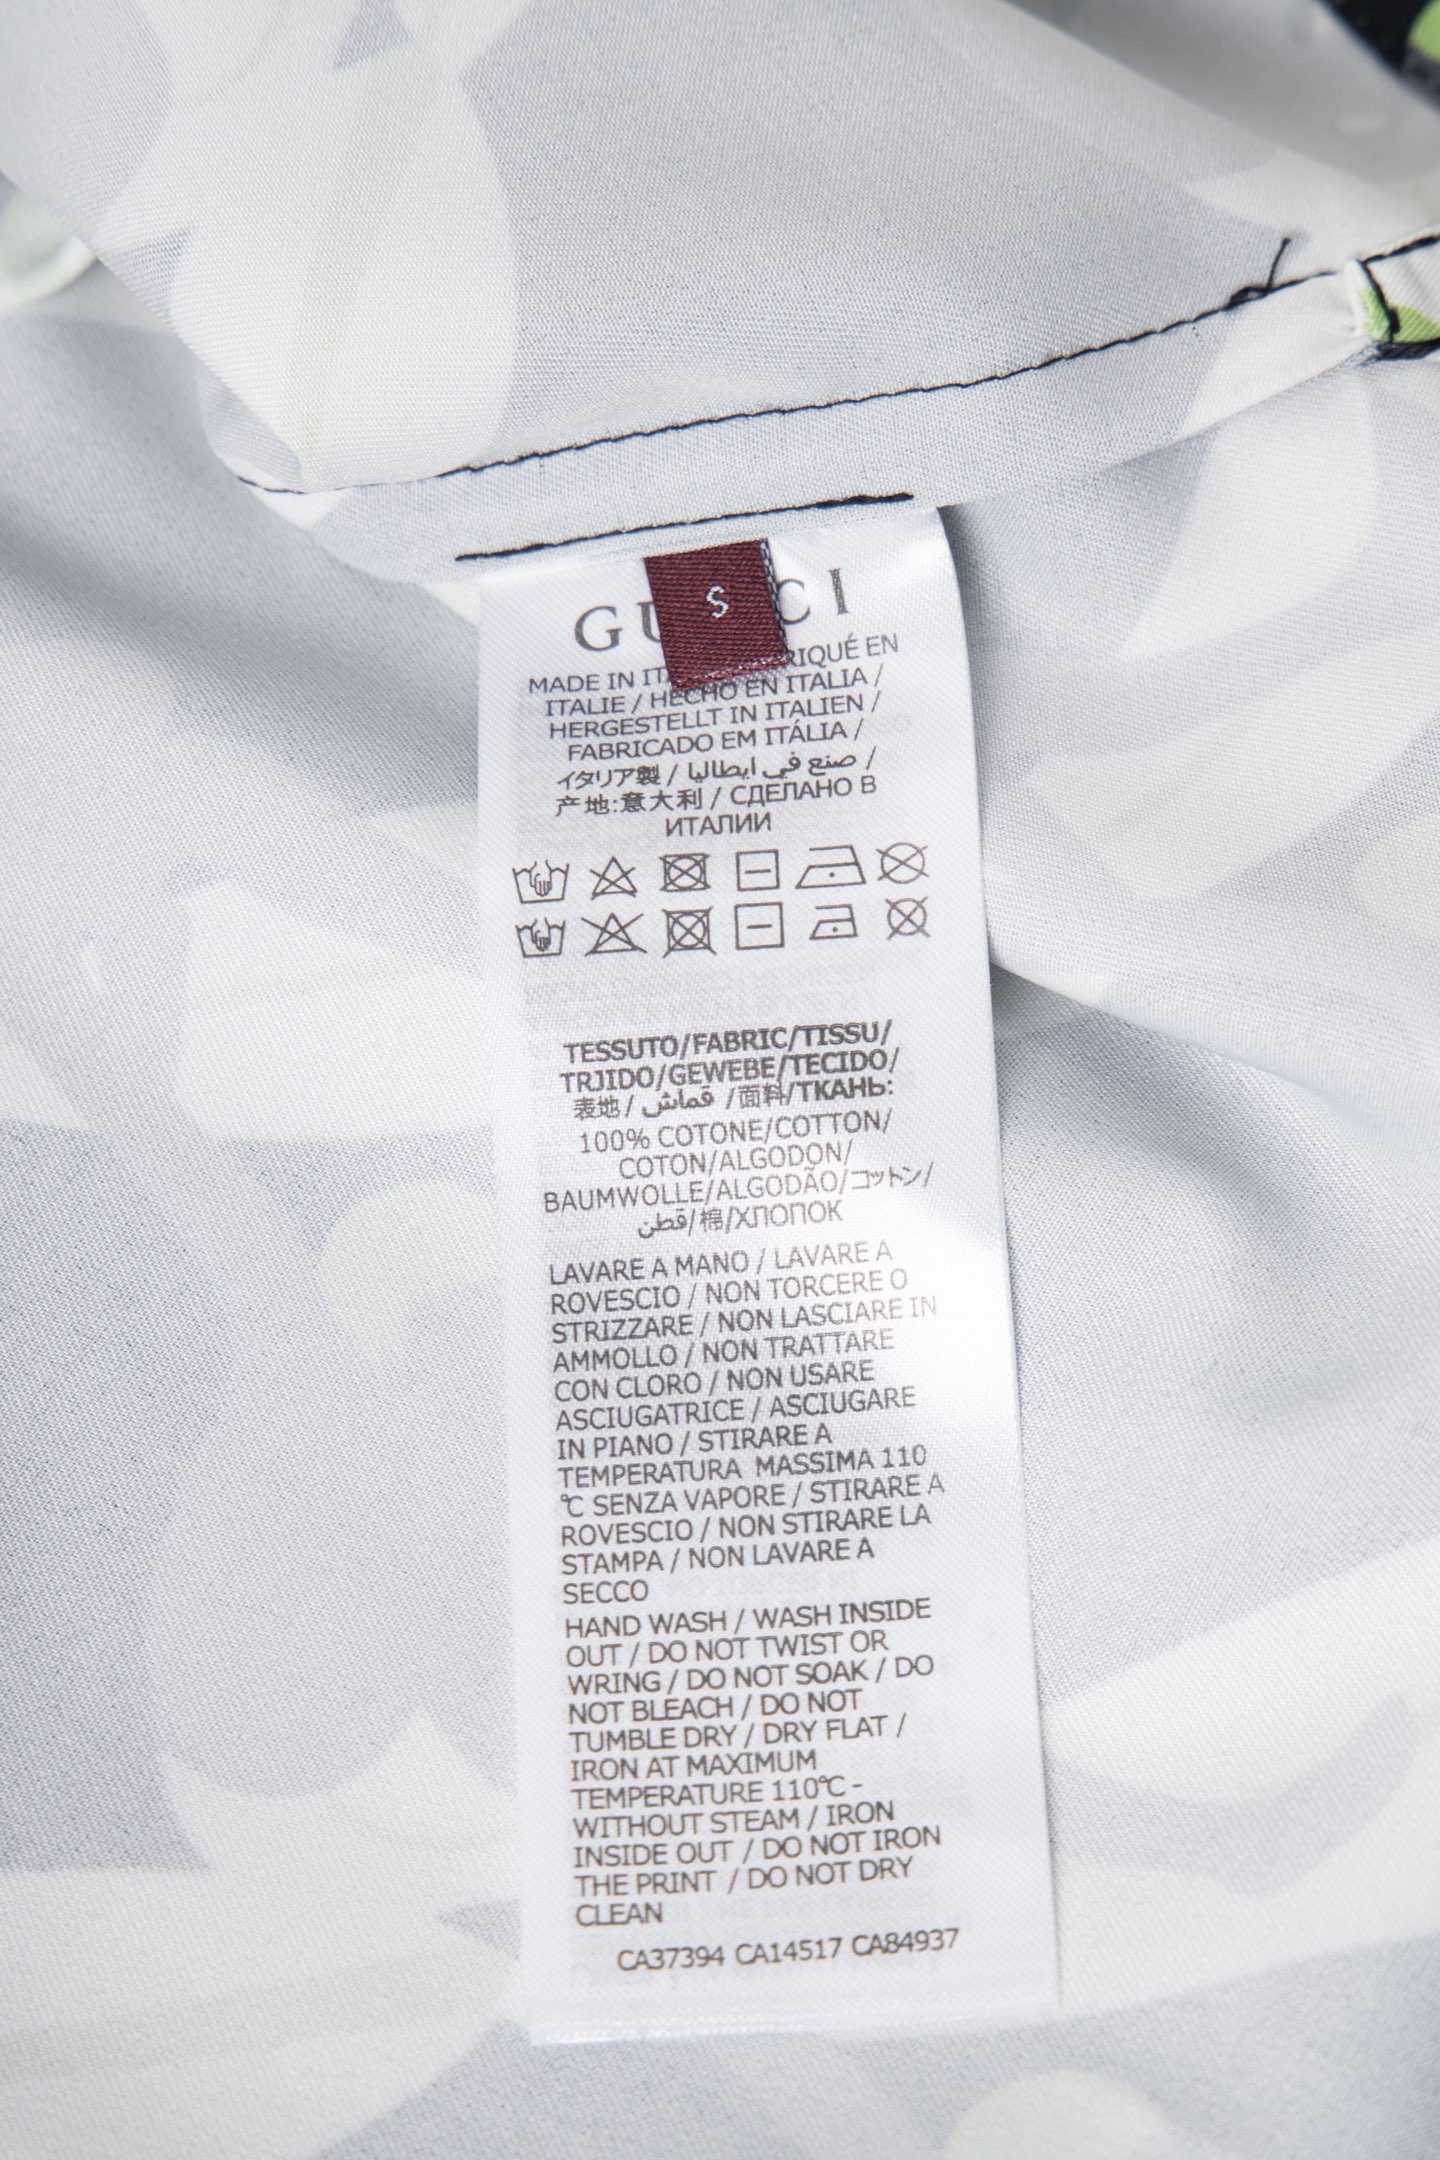 S
MADE IN
EN
ITALIE / HECHO EN ITALIA /
HERGESTELLT IN ITALIEN /
FABRICADO EM ITÁLIA /
イタリア製 / صنع في ايطاليا /
产地:意大利 / СДЕЛАНО В
ИТАЛИИ
TESSUTO/FABRIC/TISSU/
TRJIDO/GEWEBE/TECIDO/
表地/ قماش /面料/ТКАНЬ:
100% COTONE/COTTON/
COTON/ALGODON/
BAUMWOLLE/ALGODÃO/コットン/
قطن/棉/ХЛОПОК
LAVARE A MANO / LAVARE A
ROVESCIO / NON TORCERE O
STRIZZARE / NON LASCIARE IN
AMMOLLO / NON TRATTARE
CON CLORO / NON USARE
ASCIUGATRICE / ASCIUGARE
IN PIANO / STIRARE A
TEMPERATURA MASSIMA 110
℃ SENZA VAPORE / STIRARE A
ROVESCIO / NON STIRARE LA
STAMPA / NON LAVARE A
SECCO
HAND WASH / WASH INSIDE
OUT / DO NOT TWIST OR
WRING / DO NOT SOAK / DO
NOT BLEACH / DO NOT
TUMBLE DRY / DRY FLAT /
IRON AT MAXIMUM
TEMPERATURE 110℃ -
WITHOUT STEAM / IRON
INSIDE OUT / DO NOT IRON
THE PRINT / DO NOT DRY
CLEAN
CA37394 CA14517 CA84937